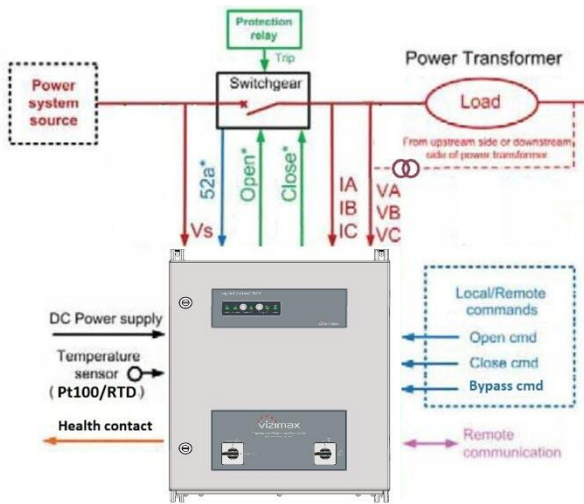 Protection
relay
Trip
Power Transformer
Switchgear
Power
system
source
Load
From upstream side or downstream
side of power transformer
52a*
Open*
Close*
IA
IB
IC
VA
VB
VC
Vs
DC Power supply
Temperature
sensor
( Pt100/RTD)
Health contact
Local/Remote
commands
Open cmd
Close cmd
Bypass cmd
vizimax
Remote
communication